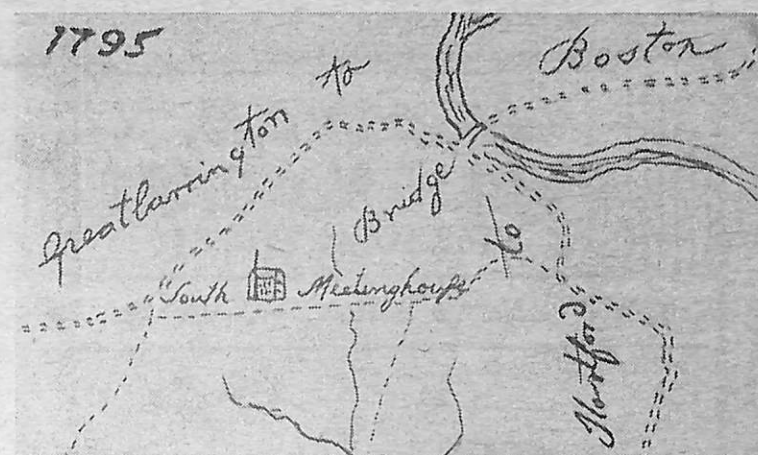 1795
Greatbarrington to Boston
Bridge
to Hartford
South Meetinghouse